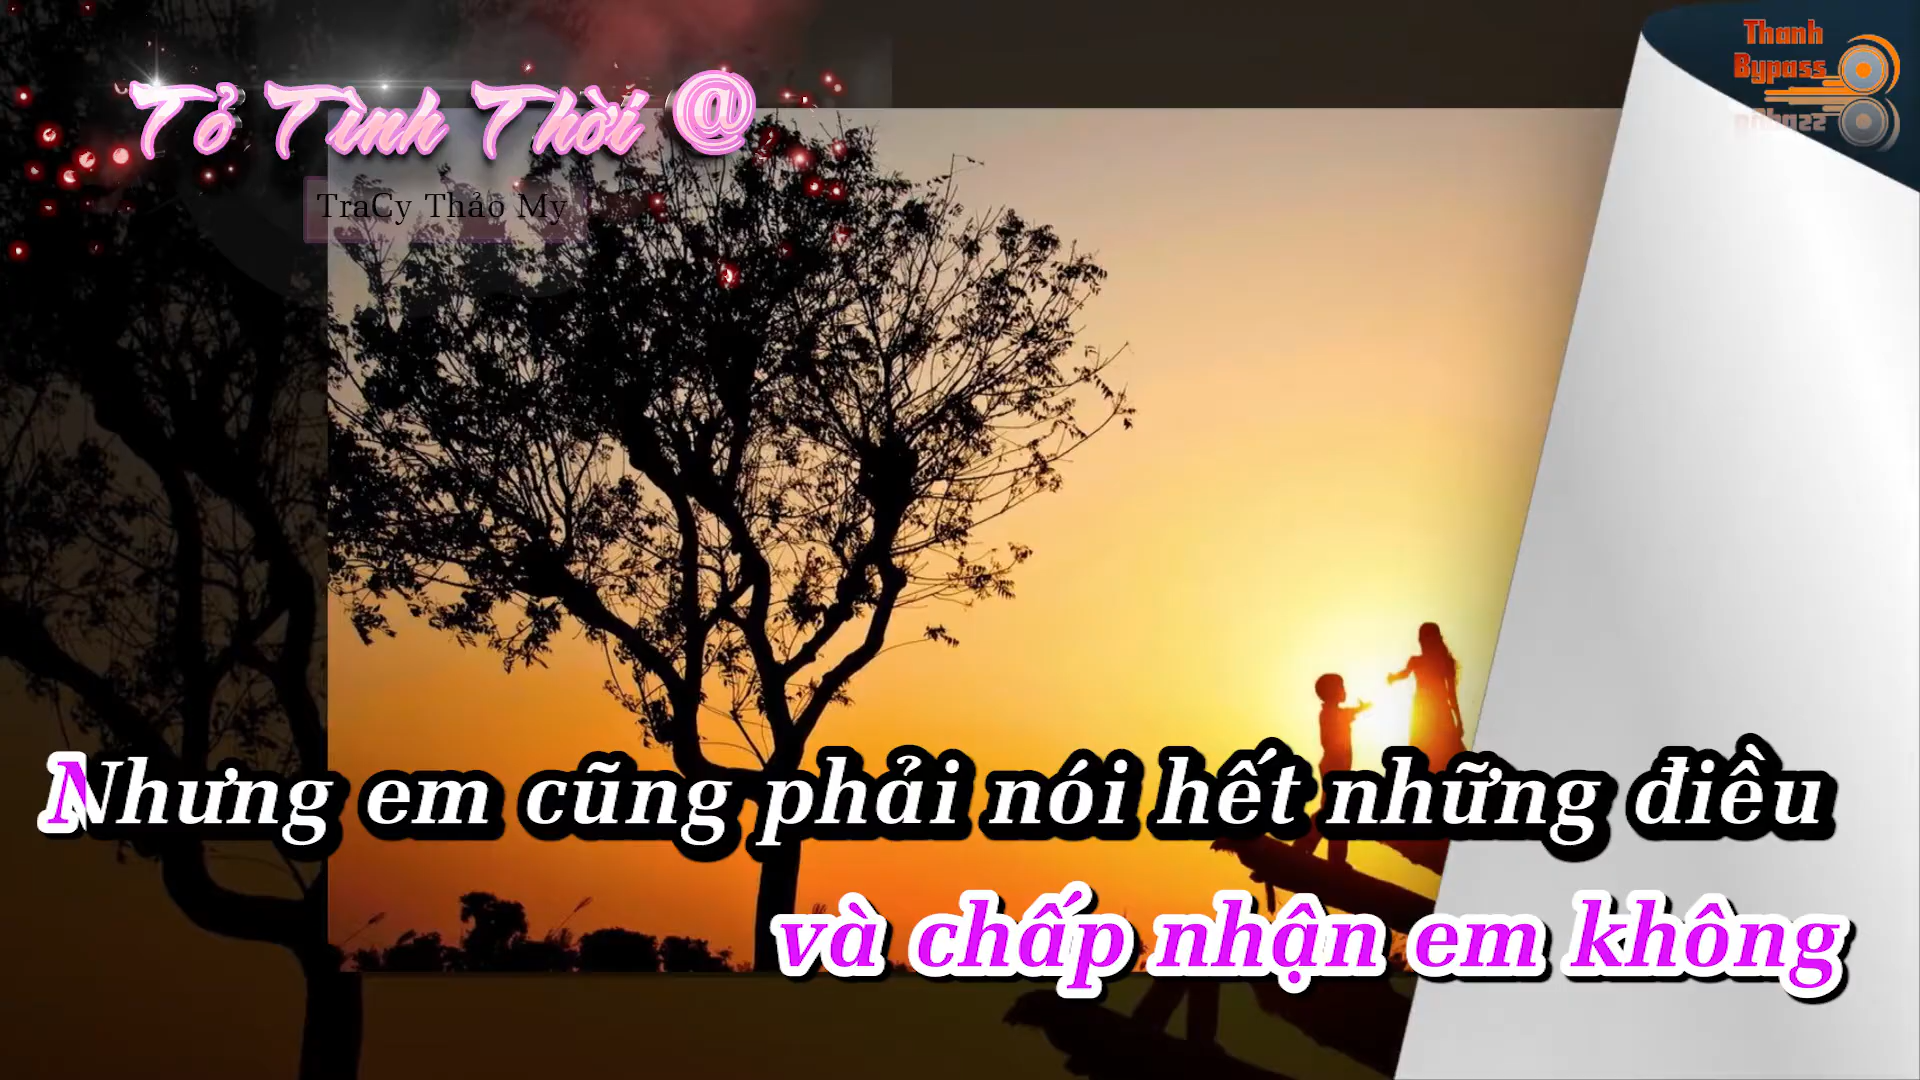 Tỏ Tình Thời @
TraCy Thảo My
Thanh
Bypass
Nhưng em cũng phải nói hết những điều
và chấp nhận em không